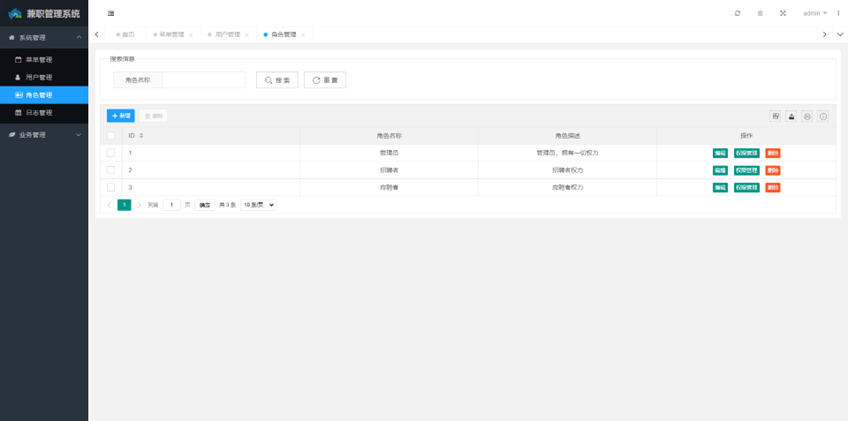 兼职管理系统
admin
系统管理
菜单管理
用户管理
角色管理
日志管理
业务管理
首页 菜单管理 用户管理 角色管理
搜索信息
角色名称 搜索 重置
+ 新增 删除
ID 角色名称 角色描述 操作
1 管理员 管理员，拥有一切权力 编辑 权限管理 删除
2 招聘者 招聘者权力 编辑 权限管理 删除
3 应聘者 应聘者权力 编辑 权限管理 删除
1 到第 1 页 确定 共 3 条 10 条/页